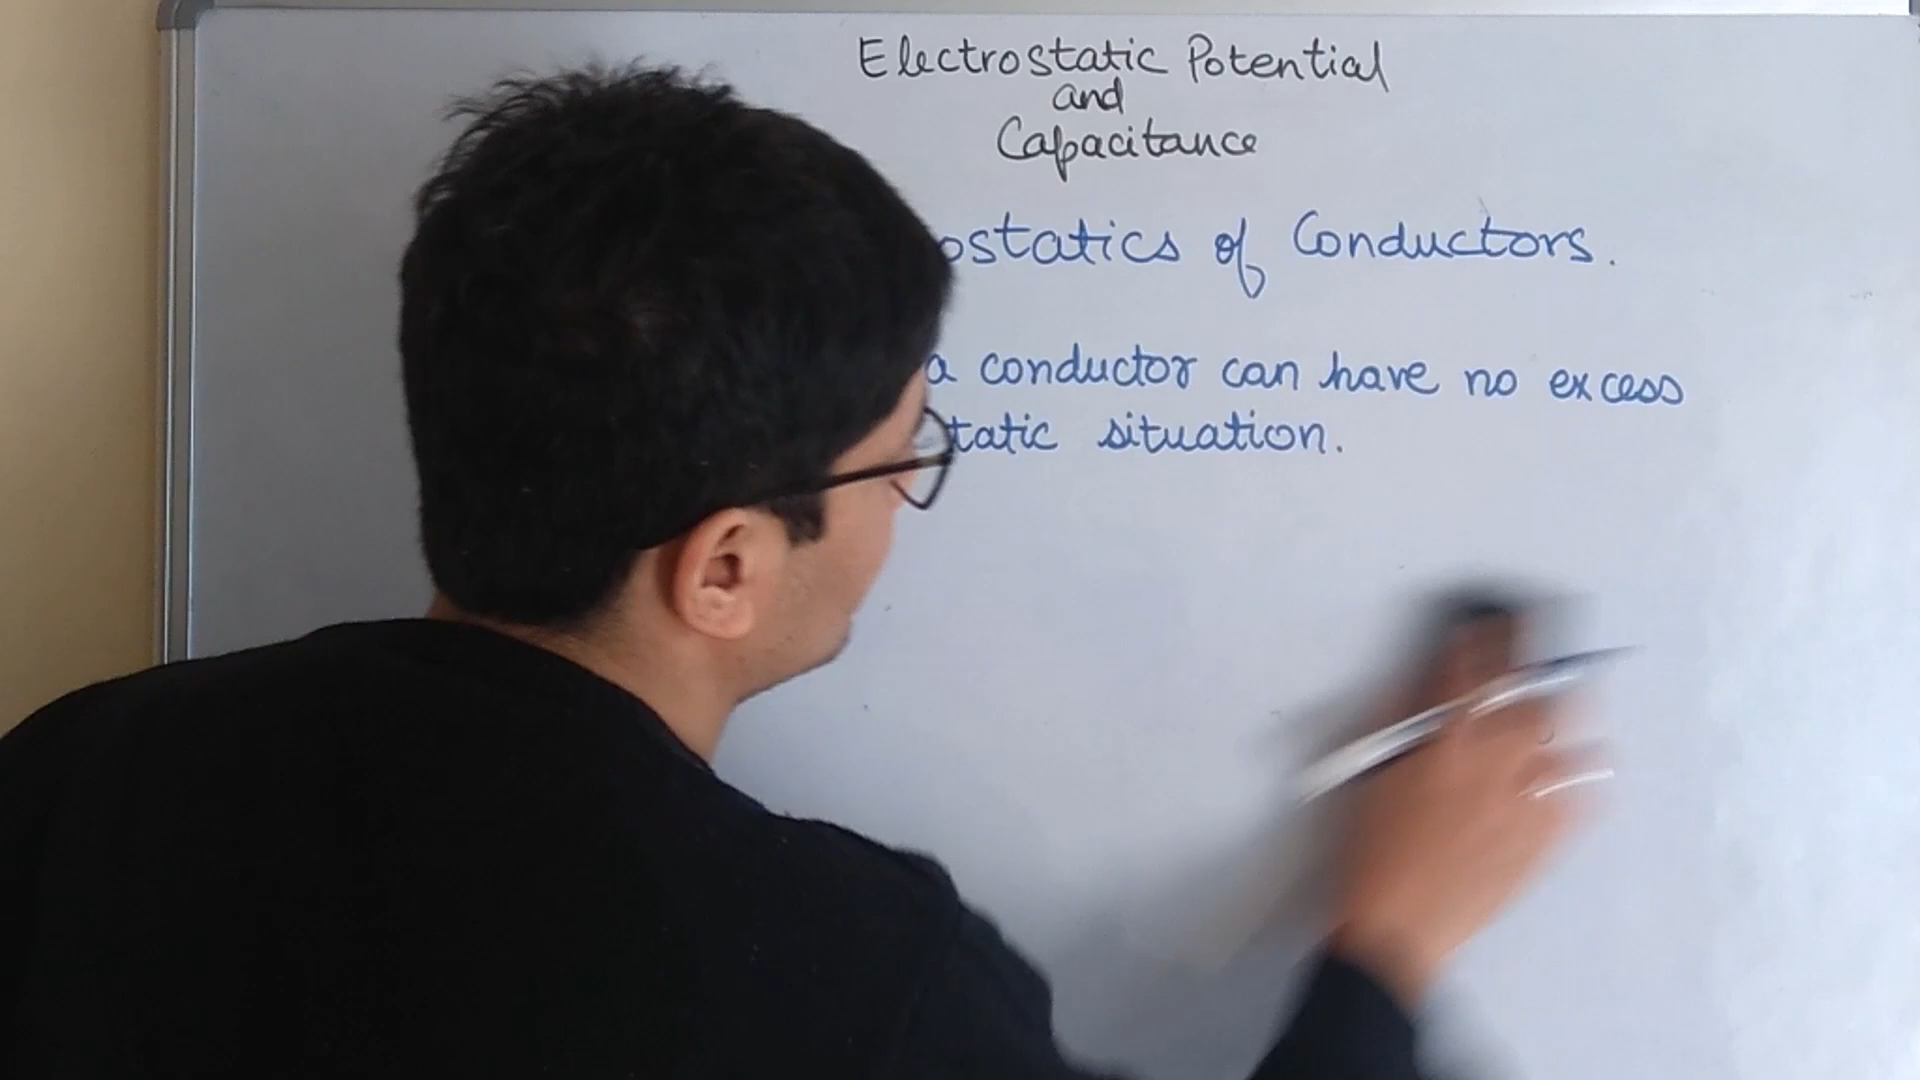 Electrostatic Potential
and
Capacitance
ostatics of Conductors.
a conductor can have no excess
tatic situation.